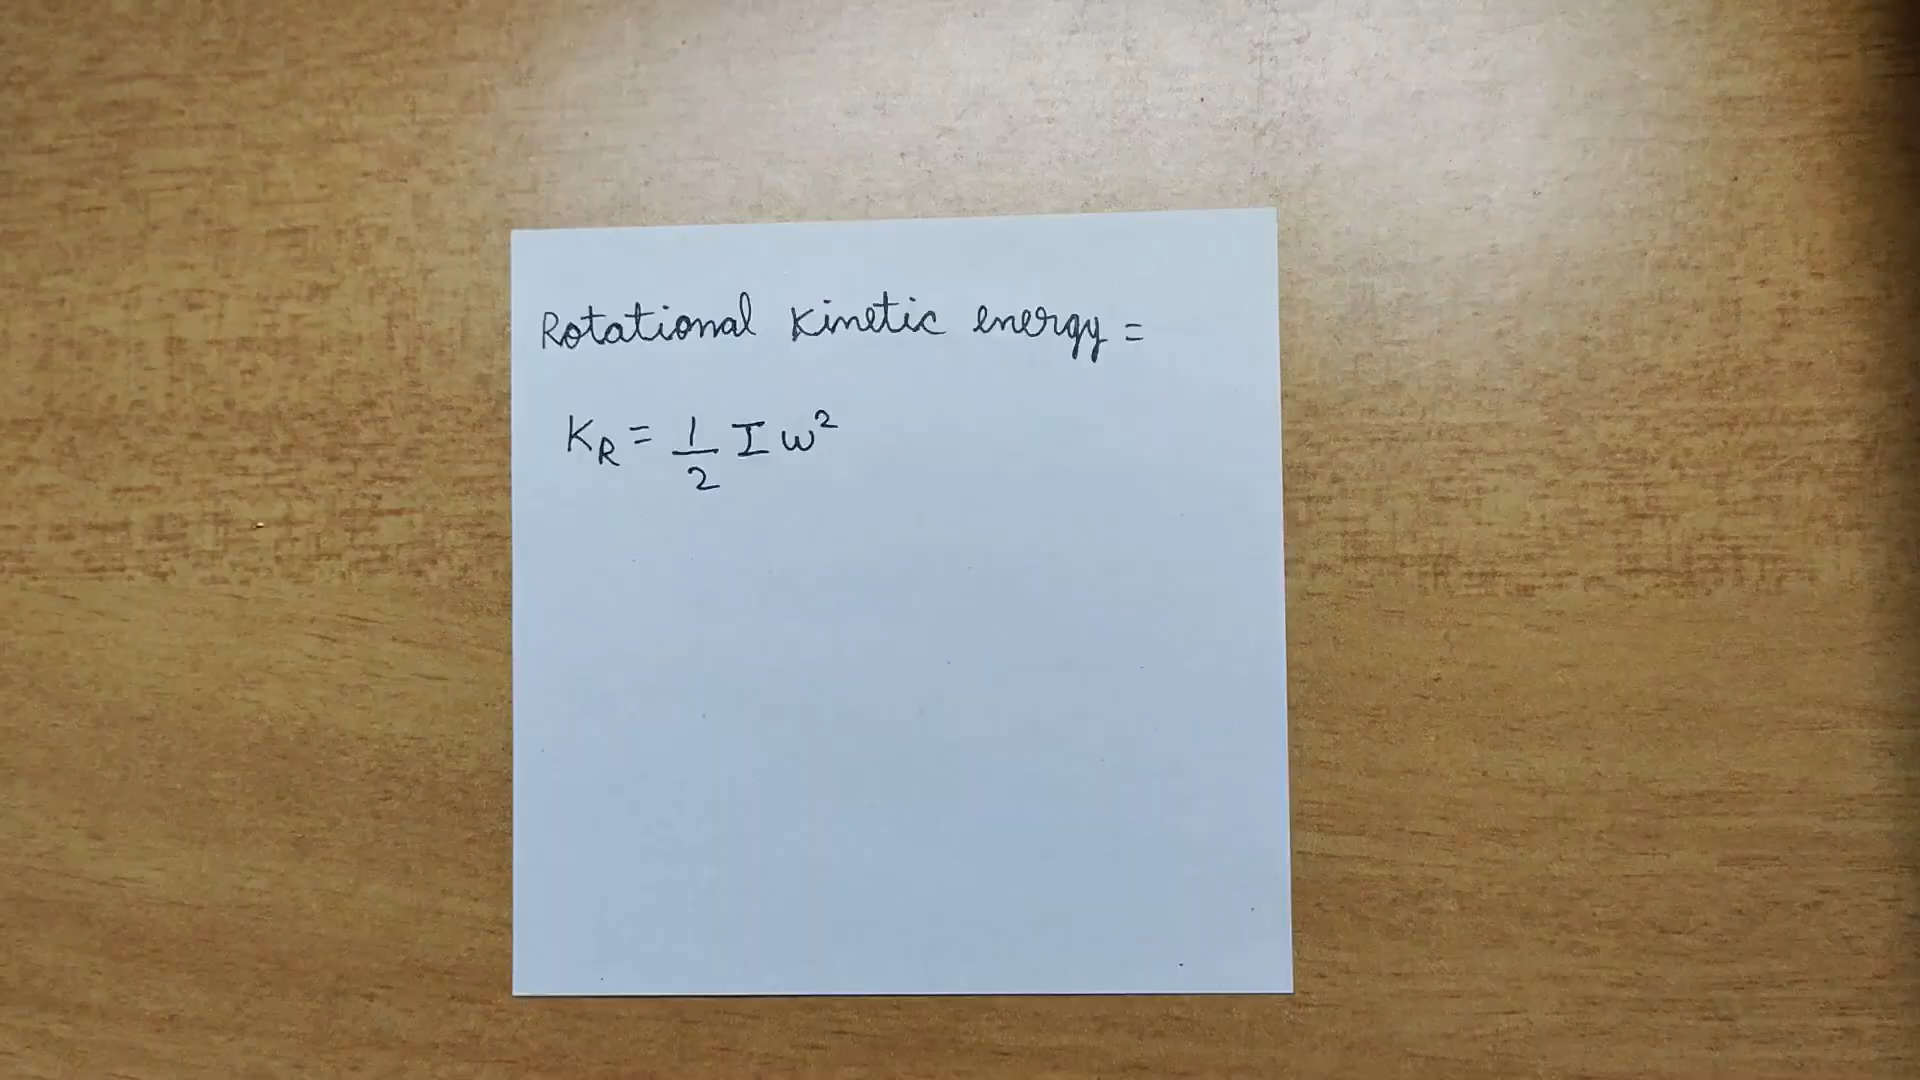 Rotational Kinetic energy =
K_R = 1/2 I ω²